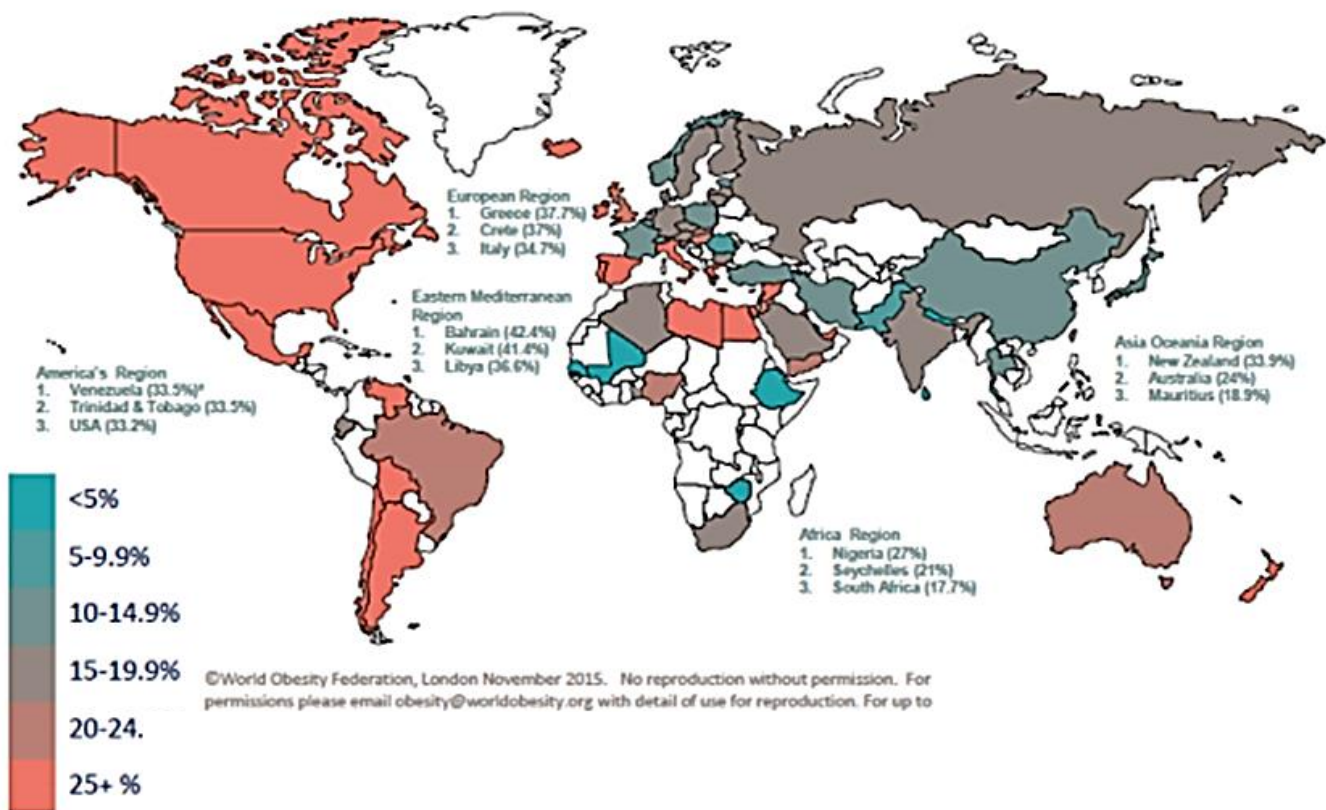 European Region
1. Greece (37.7%)
2. Crete (37%)
3. Italy (34.7%)
Eastern Mediterranean
Region
1. Bahrain (42.4%)
2. Kuwait (41.4%)
3. Libya (36.6%)
America's Region
1. Venezuela (33.5%)*
2. Trinidad & Tobago (33.5%)
3. USA (33.2%)
Asia Oceania Region
1. New Zealand (33.9%)
2. Australia (24%)
3. Mauritius (18.9%)
Africa Region
1. Nigeria (27%)
2. Seychelles (21%)
3. South Africa (17.7%)
<5%
5-9.9%
10-14.9%
15-19.9%
20-24.
25+ %
©World Obesity Federation, London November 2015. No reproduction without permission. For
permissions please email obesity@worldobesity.org with detail of use for reproduction. For up to